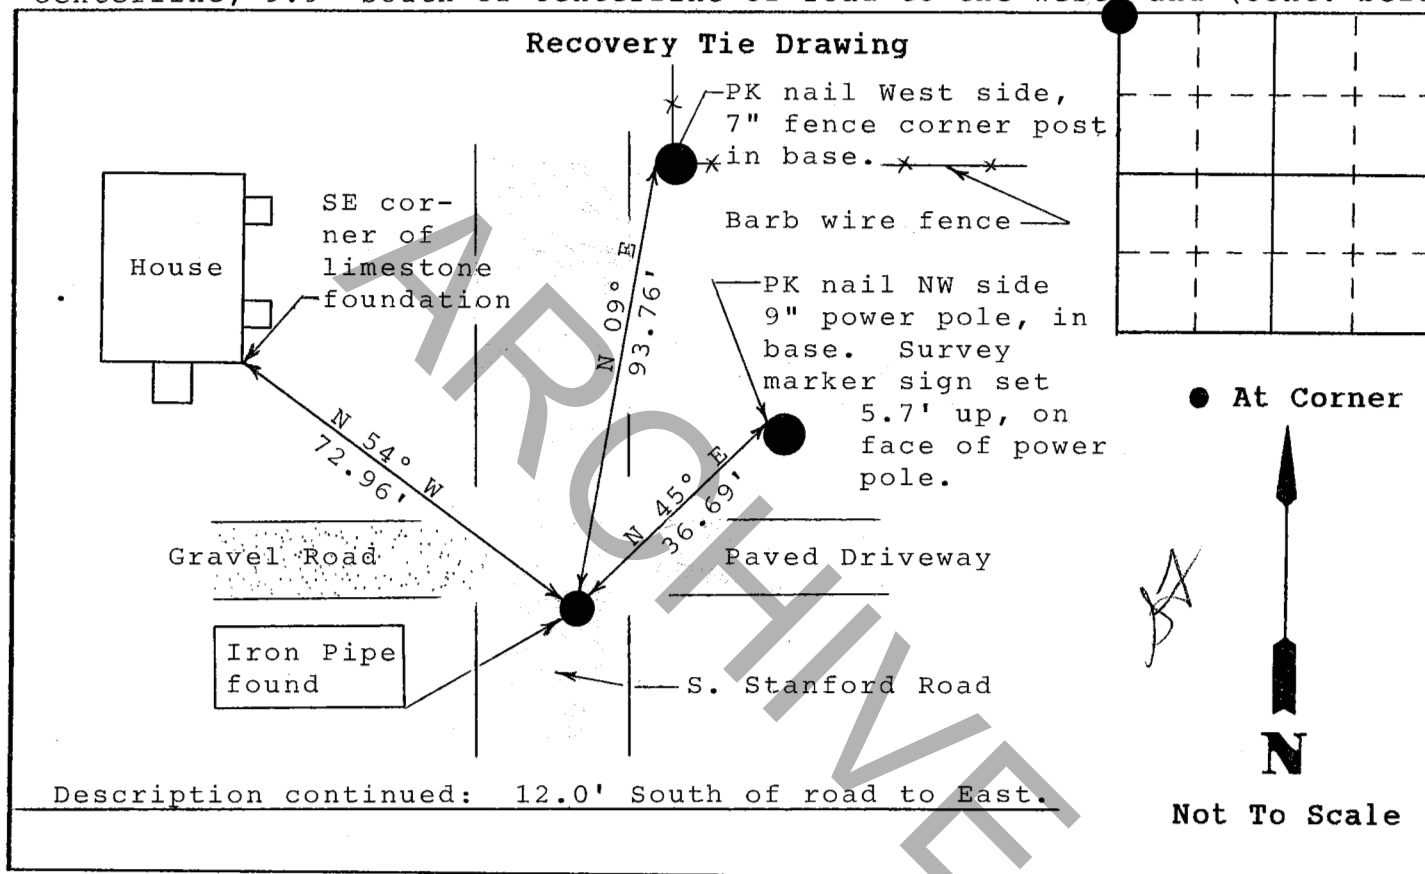 Recovery Tie Drawing
PK nail West side,
7" fence corner post
in base.
Barb wire fence
SE cor-
ner of
limestone
foundation
House
PK nail NW side
9" power pole, in
base. Survey
marker sign set
5.7' up, on
face of power
pole.
At Corner
N 09° E
93.76'
N 54° W
72.96'
N 45° E
36.69'
Gravel Road
Paved Driveway
Iron Pipe
found
S. Stanford Road
N
Not To Scale
Description continued: 12.0' South of road to East.
ARCHIVE